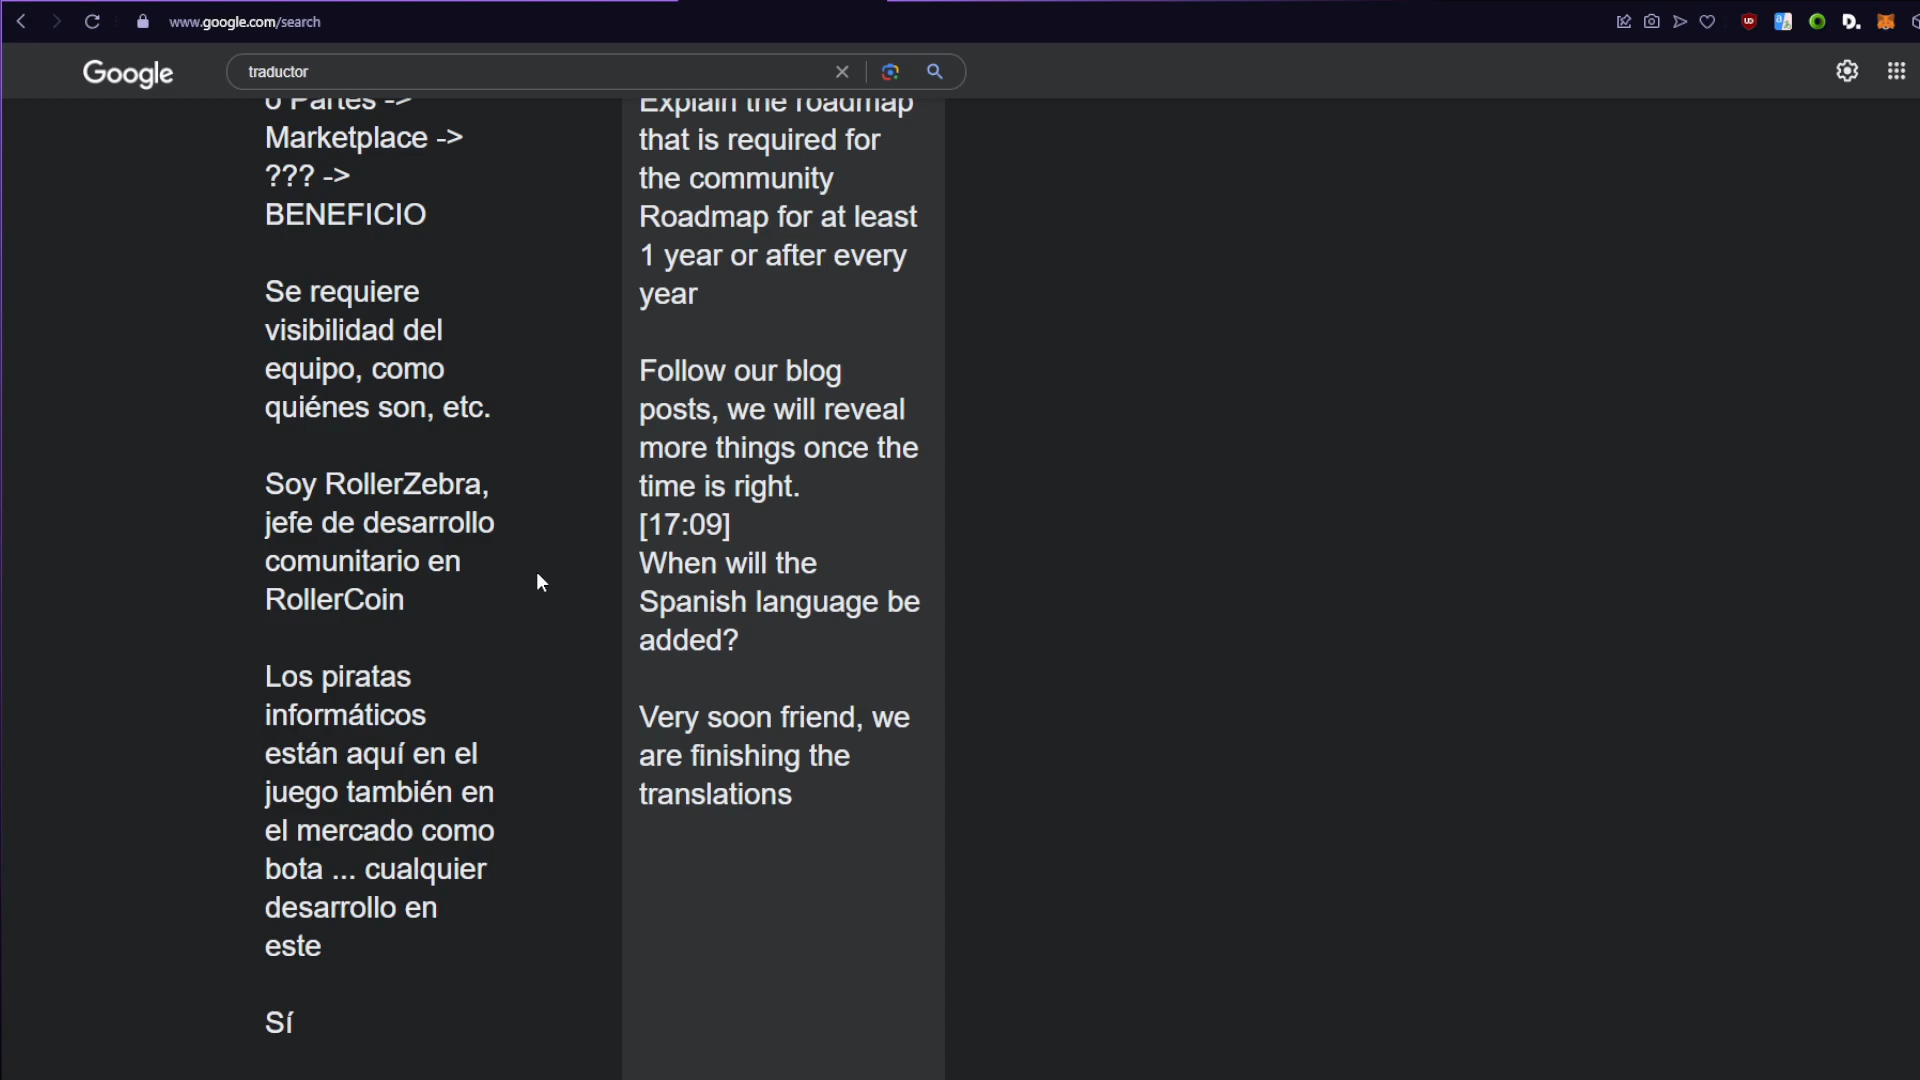 www.google.com/search
Google
traductor
o Partes ->
Marketplace ->
??? ->
BENEFICIO
Se requiere
visibilidad del
equipo, como
quiénes son, etc.
Soy RollerZebra,
jefe de desarrollo
comunitario en
RollerCoin
Los piratas
informáticos
están aquí en el
juego también en
el mercado como
bota ... cualquier
desarrollo en
este
Sí
Explain the roadmap
that is required for
the community
Roadmap for at least
1 year or after every
year
Follow our blog
posts, we will reveal
more things once the
time is right.
[17:09]
When will the
Spanish language be
added?
Very soon friend, we
are finishing the
translations